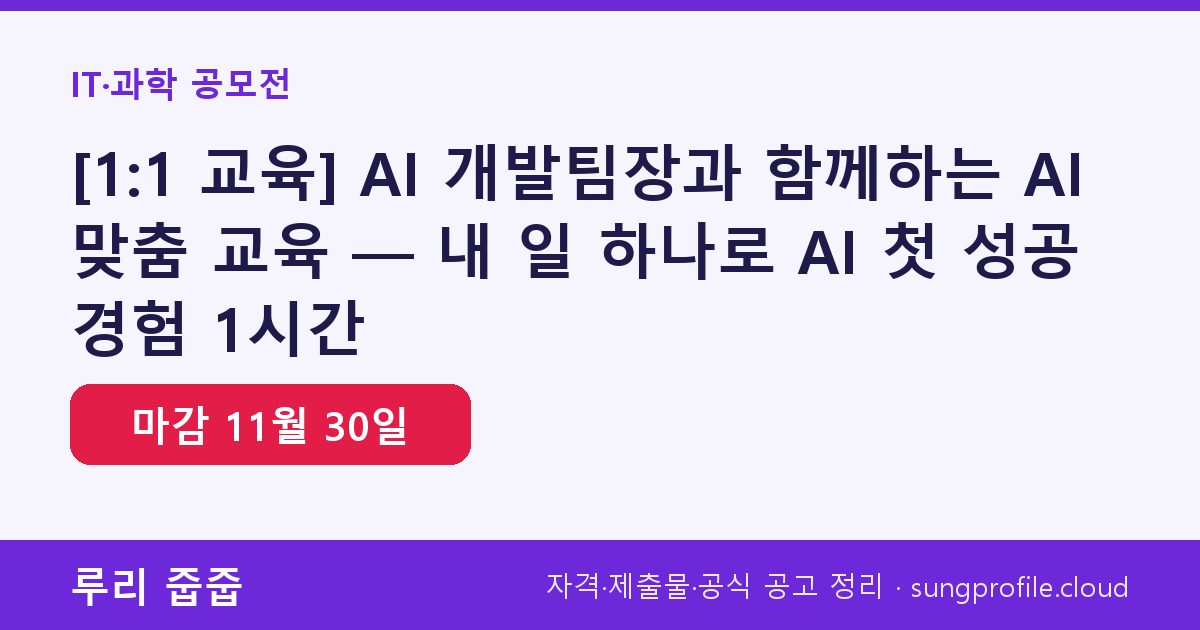 IT·과학 공모전
[1:1 교육] AI 개발팀장과 함께하는 AI
맞춤 교육 — 내 일 하나로 AI 첫 성공
경험 1시간
마감 11월 30일
루리 줍줍
자격·제출물·공식 공고 정리 · sungprofile.cloud